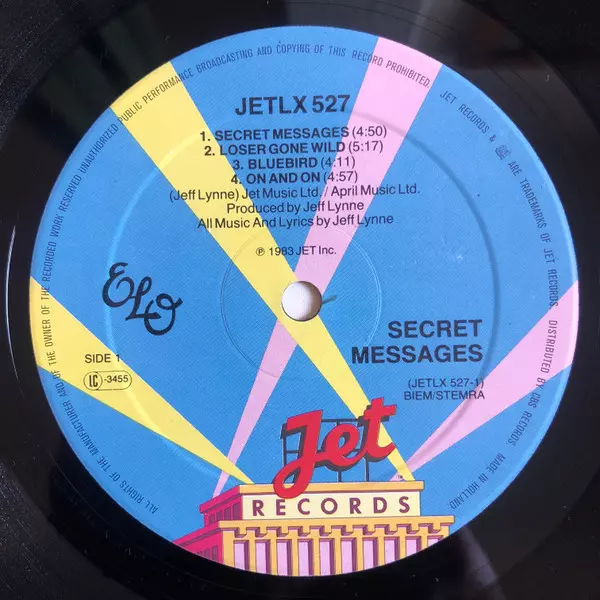 JETLX 527
1. SECRET MESSAGES (4:50)
2. LOSER GONE WILD (5:17)
3. BLUEBIRD (4:11)
4. ON AND ON (4:57)
(Jeff Lynne) Jet Music Ltd./ April Music Ltd.
Produced by Jeff Lynne
All Music And Lyrics by Jeff Lynne
℗ 1983 JET Inc.
ELO
SECRET
MESSAGES
SIDE 1
LC -3455
(JETLX 527-1)
BIEM/STEMRA
Jet
RECORDS
ALL RIGHTS OF THE MANUFACTURER AND OF THE OWNER OF THE RECORDED WORK RESERVED UNAUTHORIZED PUBLIC PERFORMANCE BROADCASTING AND COPYING OF THIS RECORD PROHIBITED. JET RECORDS & ARE TRADEMARKS OF JET RECORDS. DISTRIBUTED BY CBS RECORDS. MADE IN HOLLAND